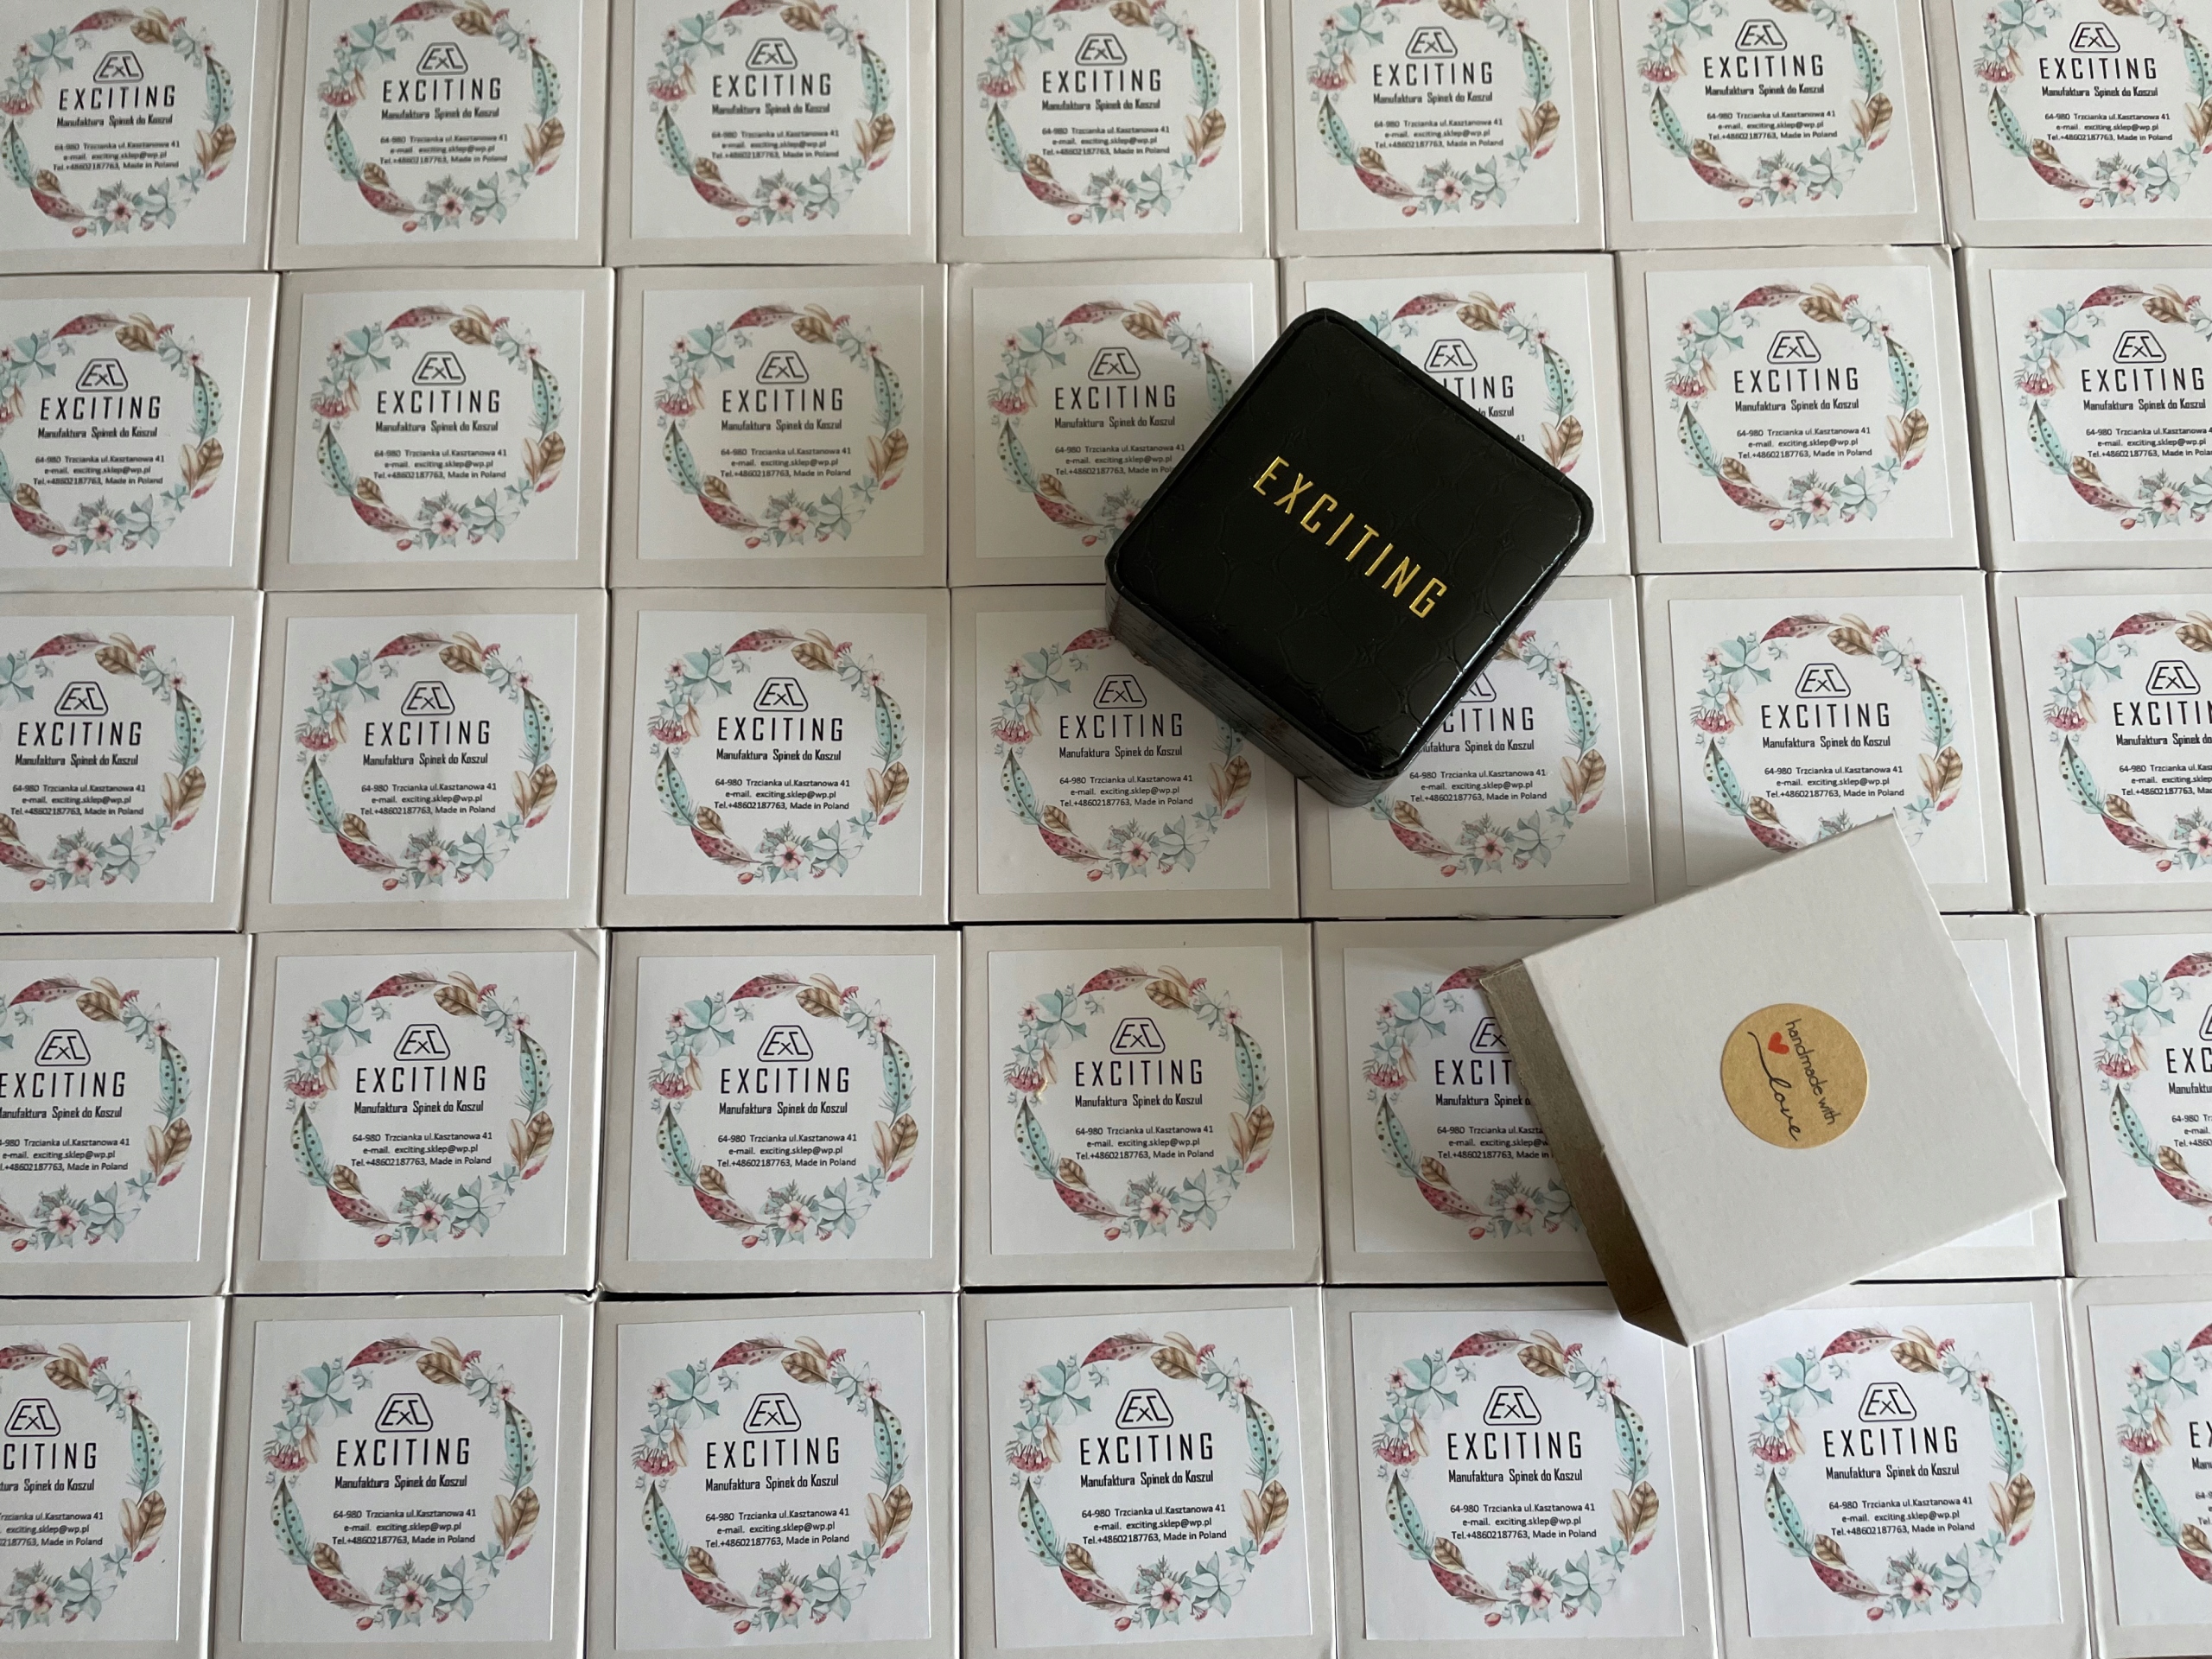 ExC
EXCITING
Manufaktura Spinek do Koszul
64-980 Trzcianka ul.Kasztanowa 41
e-mail. exciting.sklep@wp.pl
Tel.+48602187763, Made in Poland
EXCITING
handmade with
love